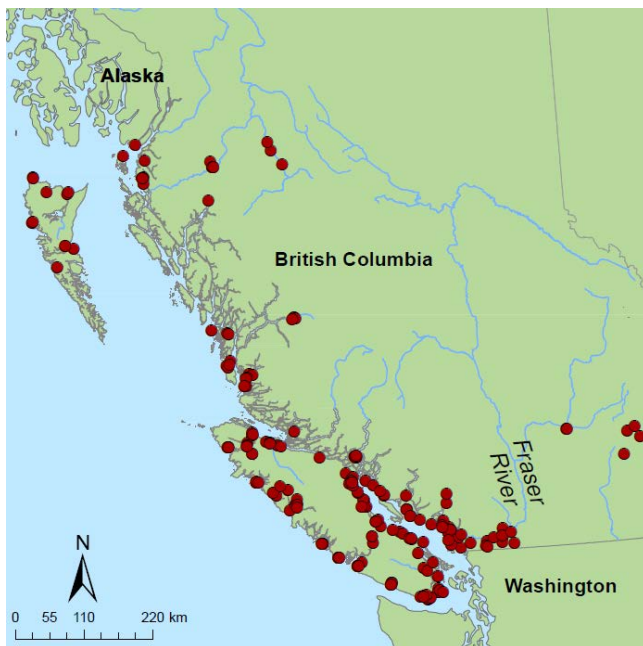 Alaska
British Columbia
Fraser
River
N
Washington
0 55 110 220 km